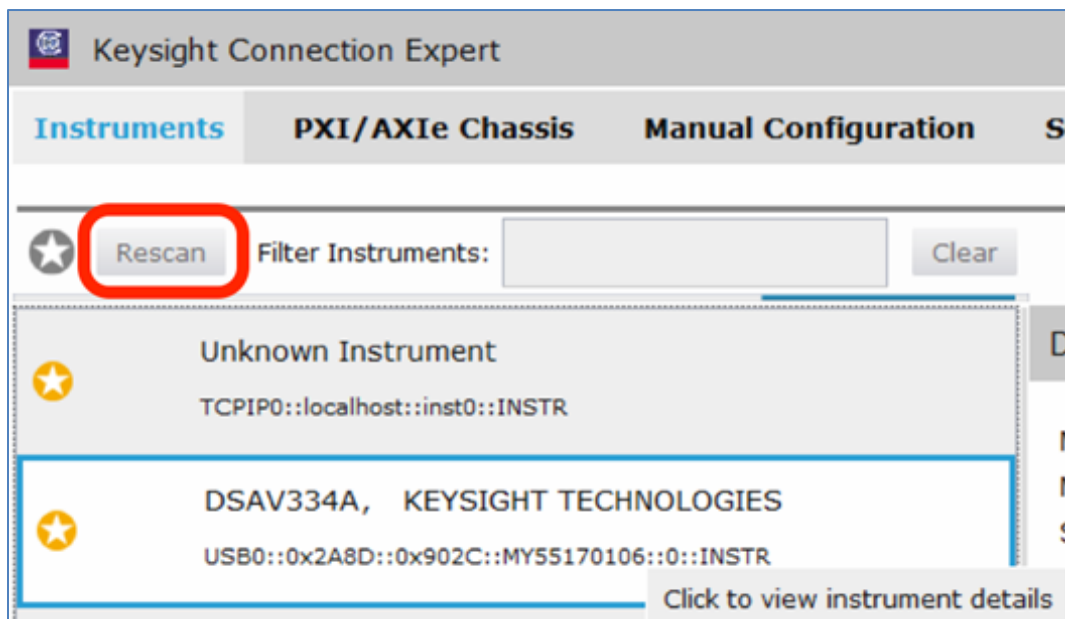 Keysight Connection Expert
Instruments PXI/AXIe Chassis Manual Configuration S
Rescan Filter Instruments: Clear
Unknown Instrument
TCPIP0::localhost::inst0::INSTR
DSAV334A, KEYSIGHT TECHNOLOGIES
USB0::0x2A8D::0x902C::MY55170106::0::INSTR
Click to view instrument details